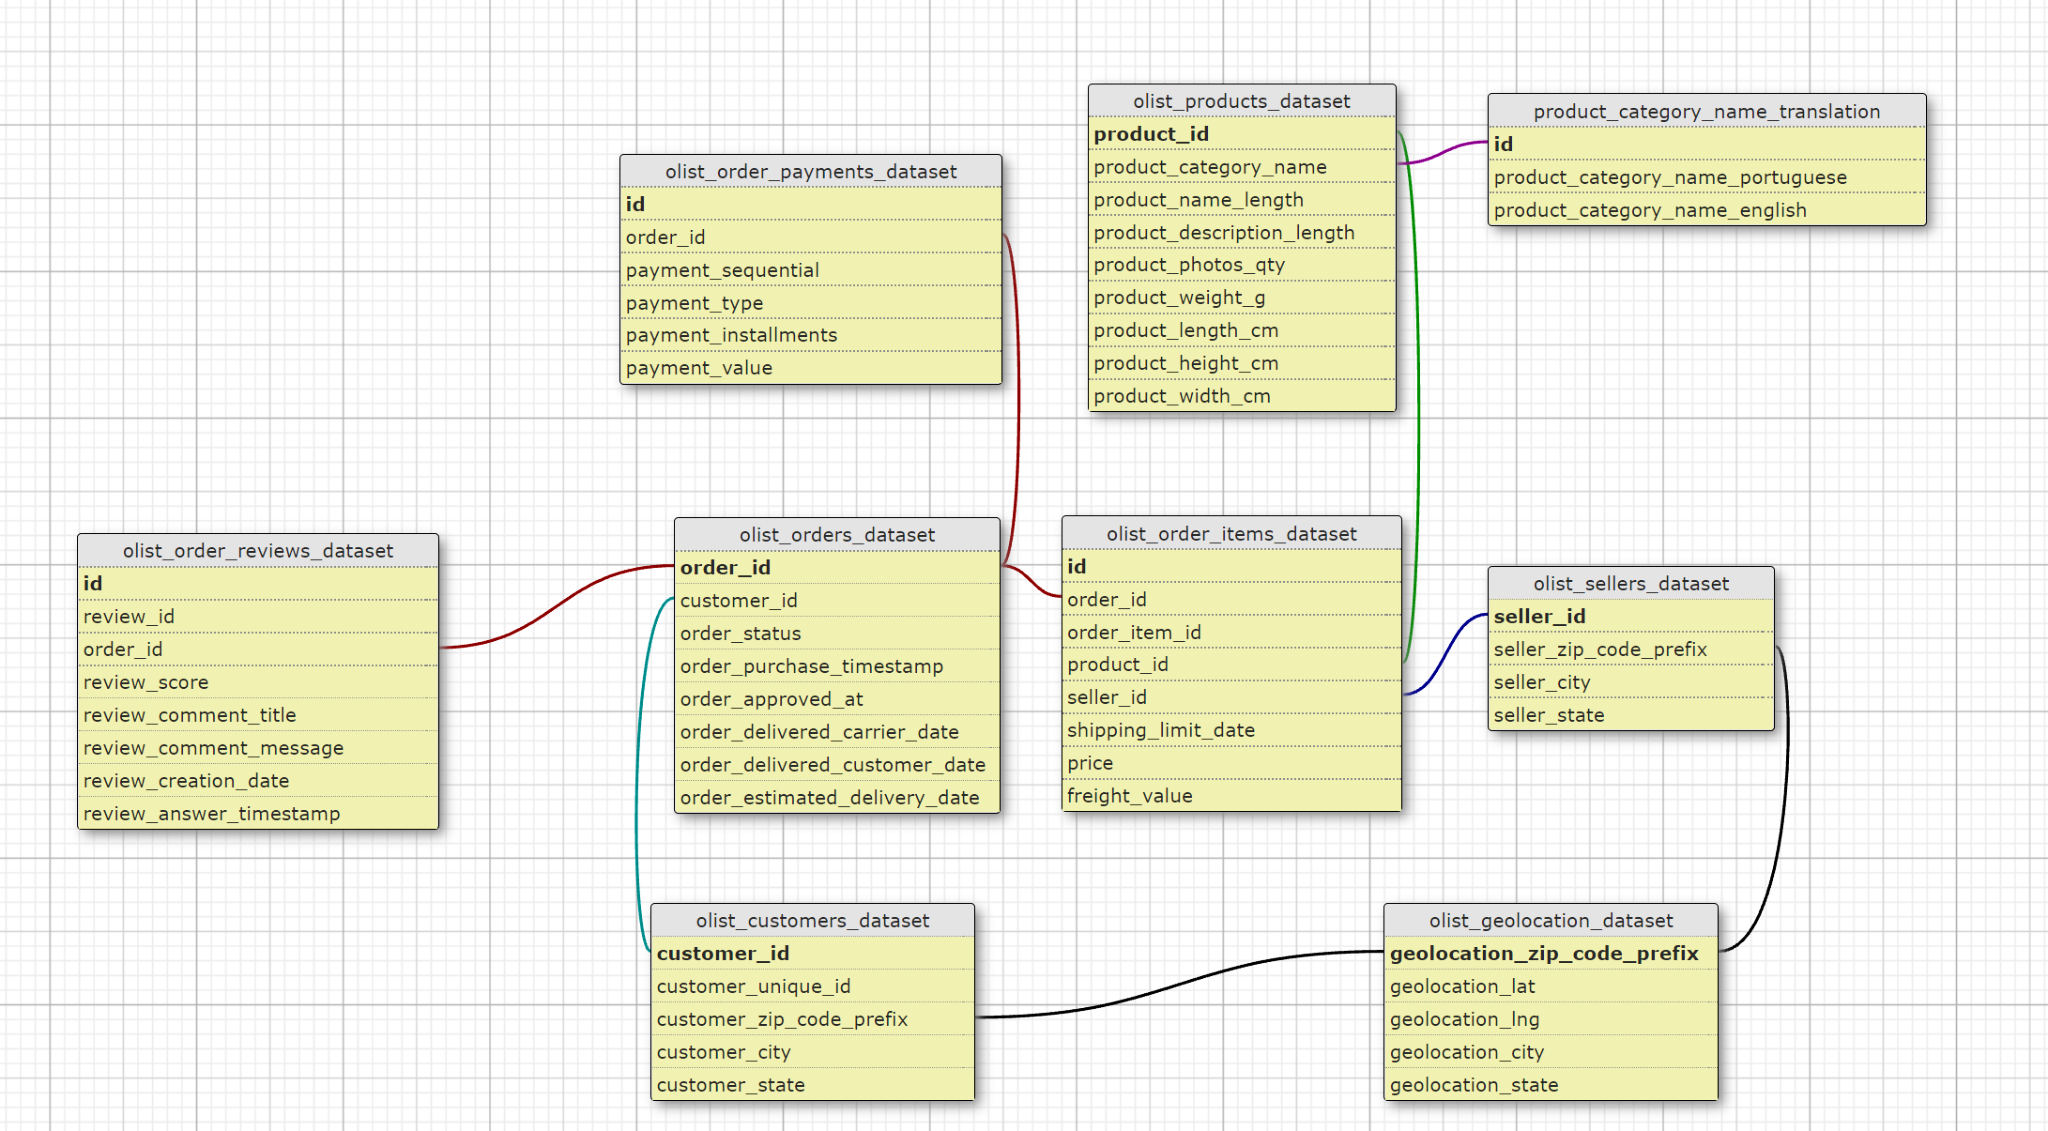 olist_products_dataset
product_id
product_category_name
product_name_length
product_description_length
product_photos_qty
product_weight_g
product_length_cm
product_height_cm
product_width_cm
product_category_name_translation
id
product_category_name_portuguese
product_category_name_english
olist_order_payments_dataset
id
order_id
payment_sequential
payment_type
payment_installments
payment_value
olist_order_reviews_dataset
id
review_id
order_id
review_score
review_comment_title
review_comment_message
review_creation_date
review_answer_timestamp
olist_orders_dataset
order_id
customer_id
order_status
order_purchase_timestamp
order_approved_at
order_delivered_carrier_date
order_delivered_customer_date
order_estimated_delivery_date
olist_order_items_dataset
id
order_id
order_item_id
product_id
seller_id
shipping_limit_date
price
freight_value
olist_sellers_dataset
seller_id
seller_zip_code_prefix
seller_city
seller_state
olist_customers_dataset
customer_id
customer_unique_id
customer_zip_code_prefix
customer_city
customer_state
olist_geolocation_dataset
geolocation_zip_code_prefix
geolocation_lat
geolocation_lng
geolocation_city
geolocation_state